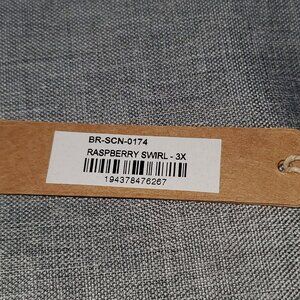 BR-SCN-0174
RASPBERRY SWIRL - 3X
194378476267